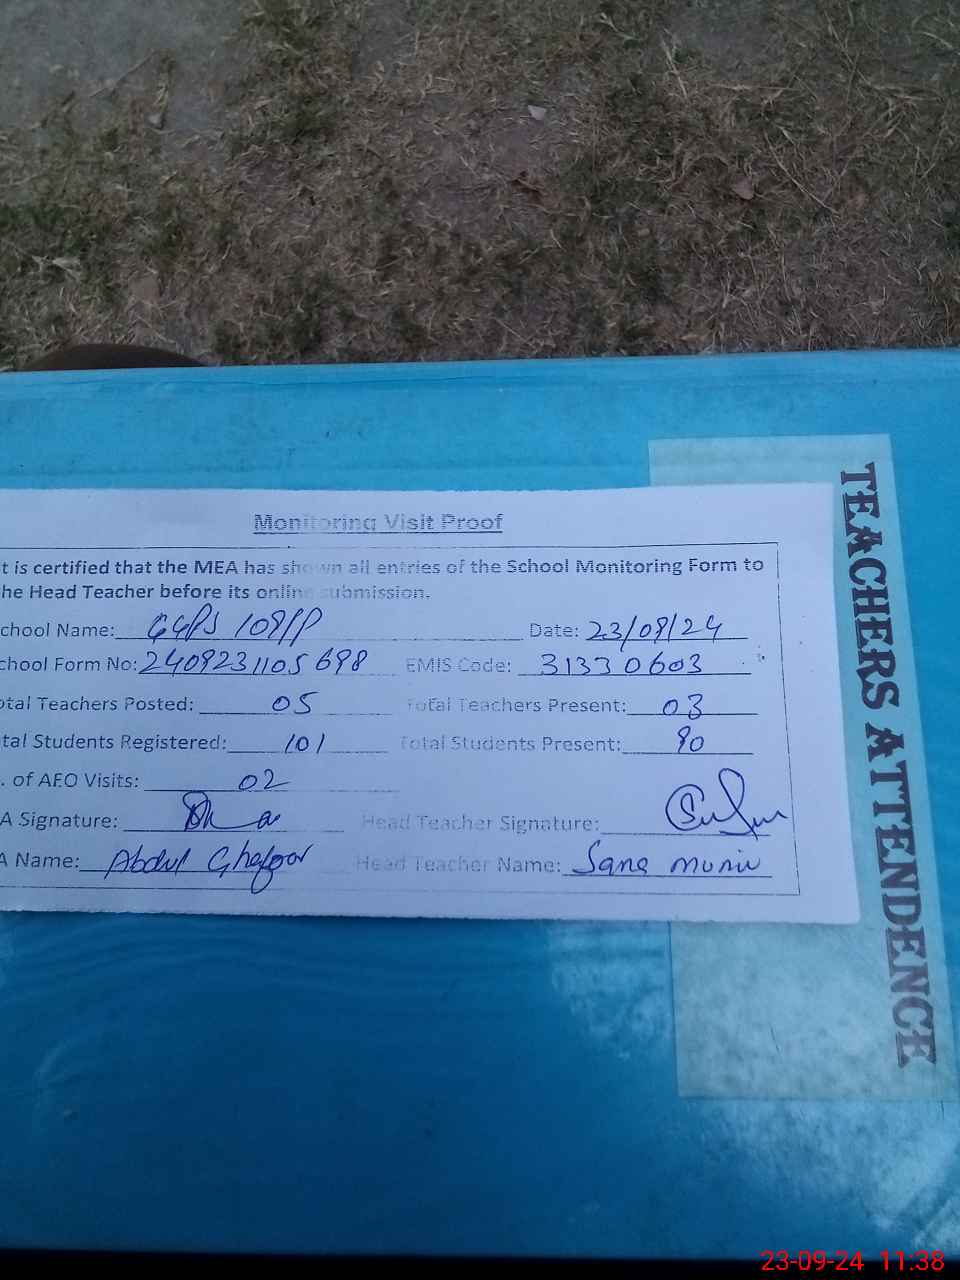 Monitoring Visit Proof
t is certified that the MEA has shown all entries of the School Monitoring Form to
he Head Teacher before its online submission.
chool Name: GGPS 109/P Date: 23/09/24
chool Form No: 2409231105698 EMIS Code: 31330603
otal Teachers Posted: 05 Total Teachers Present: 03
tal Students Registered: 101 Total Students Present: 90
. of AEO Visits: 02
A Signature: Head Teacher Signature:
A Name: Abdul Ghafoor Head Teacher Name: Sana Munir
TEACHERS ATTENDENCE
23-09-24 11:38